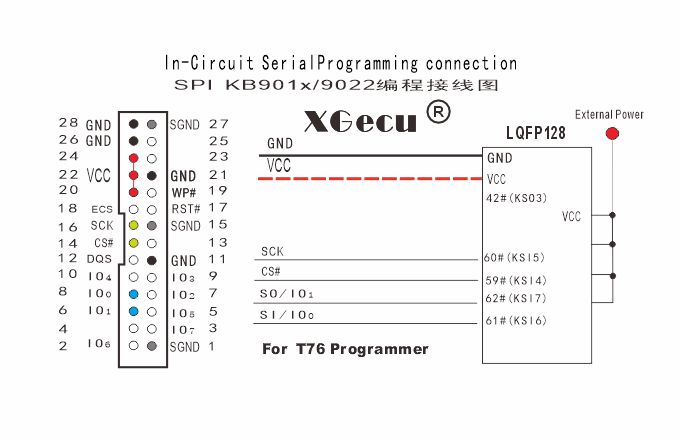 In-Circuit SerialProgramming connection
SPI KB901x/9022编程接线图
XGecu ®
External Power
LQFP128
28 GND SGND 27
26 GND 25
24 23
22 VCC GND 21
20 WP# 19
18 ECS RST# 17
16 SCK SGND 15
14 CS# 13
12 DQS GND 11
10 IO4 IO3 9
8 IO0 IO2 7
6 IO1 IO5 5
4 IO7 3
2 IO6 SGND 1
GND GND
VCC VCC
42#(KSO3)
VCC
SCK 60#(KSI5)
CS# 59#(KSI4)
SO/IO1 62#(KSI7)
SI/IO0 61#(KSI6)
For T76 Programmer